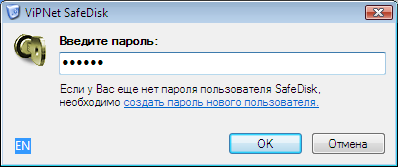 ViPNet SafeDisk
Введите пароль:
••••••
Если у Вас еще нет пароля пользователя SafeDisk,
необходимо создать пароль нового пользователя.
EN
OK
Отмена